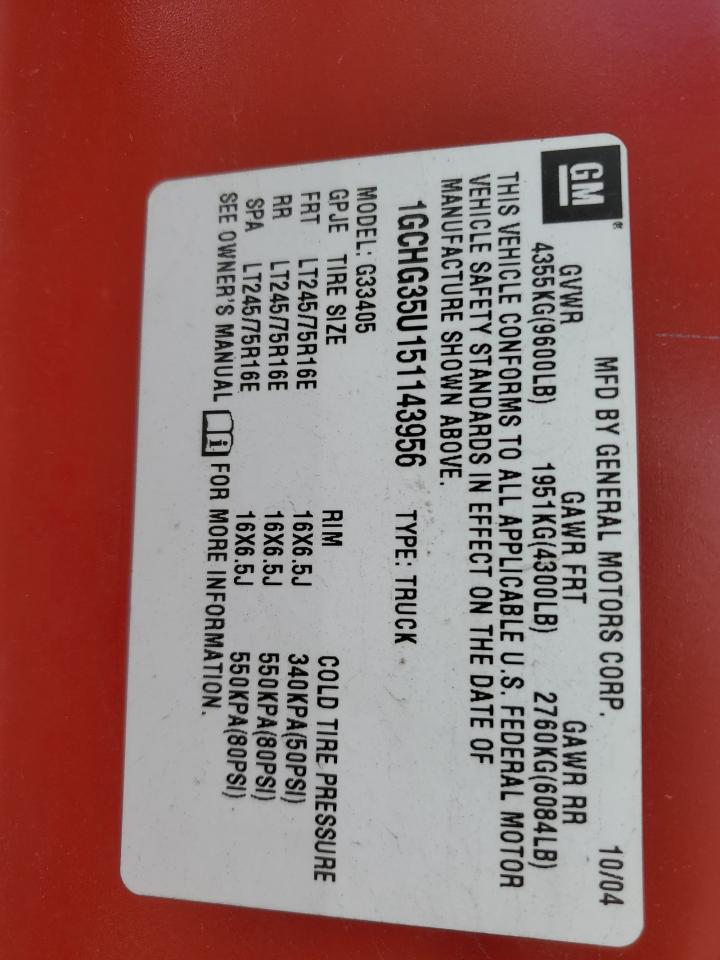 GM® MFD BY GENERAL MOTORS CORP. 10/04
GVWR GAWR FRT GAWR RR
4355KG(9600LB) 1951KG(4300LB) 2760KG(6084LB)
THIS VEHICLE CONFORMS TO ALL APPLICABLE U.S. FEDERAL MOTOR
VEHICLE SAFETY STANDARDS IN EFFECT ON THE DATE OF
MANUFACTURE SHOWN ABOVE.
1GCHG35U151143956 TYPE: TRUCK
MODEL: G33405
GPJE TIRE SIZE RIM COLD TIRE PRESSURE
FRT LT245/75R16E 16X6.5J 340KPA(50PSI)
RR LT245/75R16E 16X6.5J 550KPA(80PSI)
SPA LT245/75R16E 16X6.5J 550KPA(80PSI)
SEE OWNER'S MANUAL i FOR MORE INFORMATION.